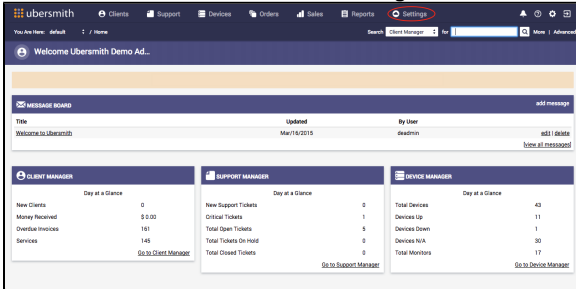 ubersmith Clients Support Devices Orders Sales Reports Settings
You Are Here: default / Home Search Client Manager for More | Advanced
Welcome Ubersmith Demo Ad...
MESSAGE BOARD add message
Title Updated By User
Welcome to Ubersmith Mar/16/2015 deadmin edit | delete
[view all messages]
CLIENT MANAGER
Day at a Glance
New Clients 0
Money Received $ 0.00
Overdue Invoices 161
Services 145
Go to Client Manager
SUPPORT MANAGER
Day at a Glance
New Support Tickets 0
Critical Tickets 1
Total Open Tickets 5
Total Tickets On Hold 0
Total Closed Tickets 0
Go to Support Manager
DEVICE MANAGER
Day at a Glance
Total Devices 43
Devices Up 11
Devices Down 1
Devices N/A 30
Total Monitors 17
Go to Device Manager